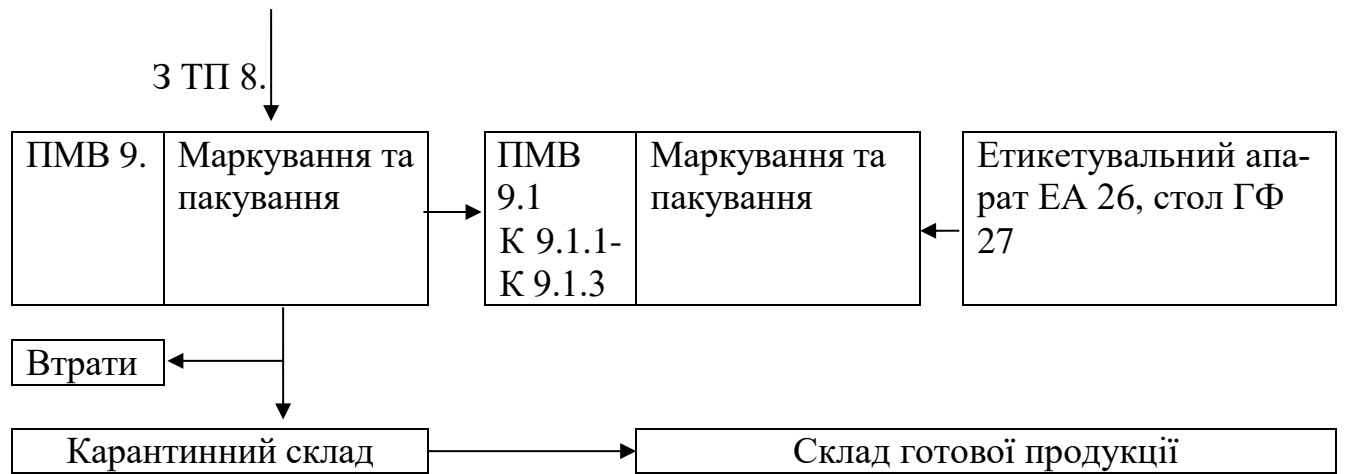 З ТП 8.
ПМВ 9.
Маркування та
пакування
ПМВ
9.1
К 9.1.1-
К 9.1.3
Маркування та
пакування
Етикетувальний апа-
рат ЕА 26, стол ГФ
27
Втрати
Карантинний склад
Склад готової продукції